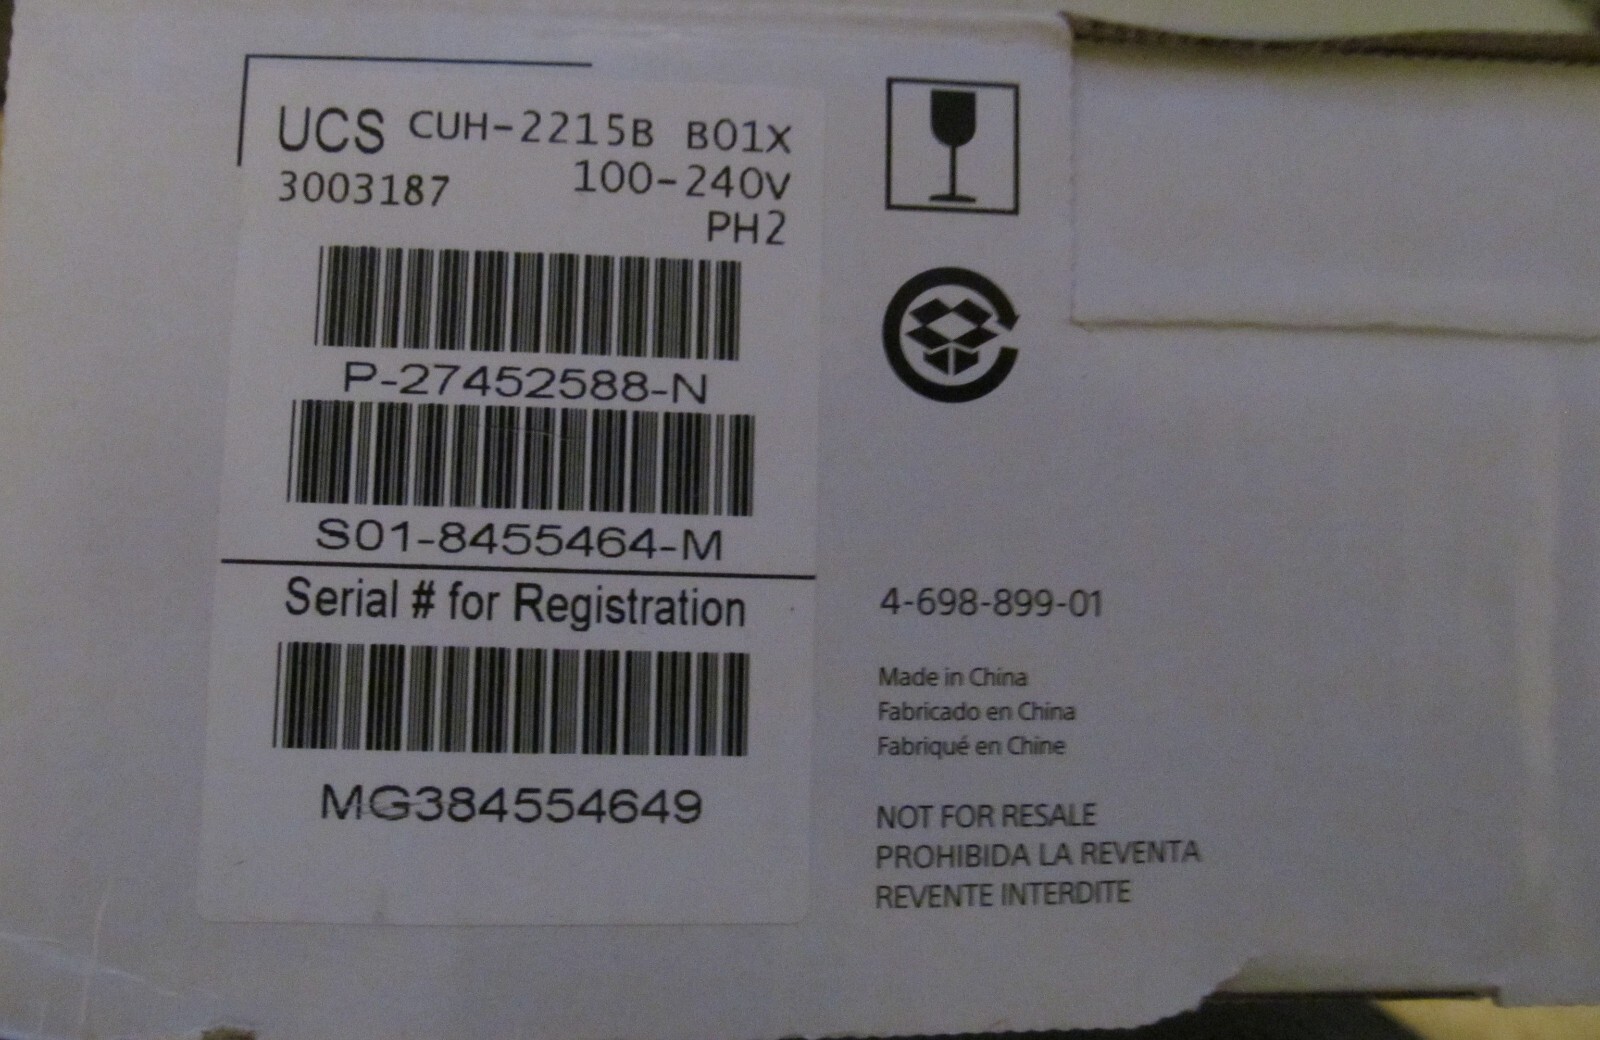 UCS CUH-2215B B01X
3003187 100-240V
PH2
P-27452588-N
S01-8455464-M
Serial # for Registration
MG384554649
4-698-899-01
Made in China
Fabricado en China
Fabriqué en Chine
NOT FOR RESALE
PROHIBIDA LA REVENTA
REVENTE INTERDITE